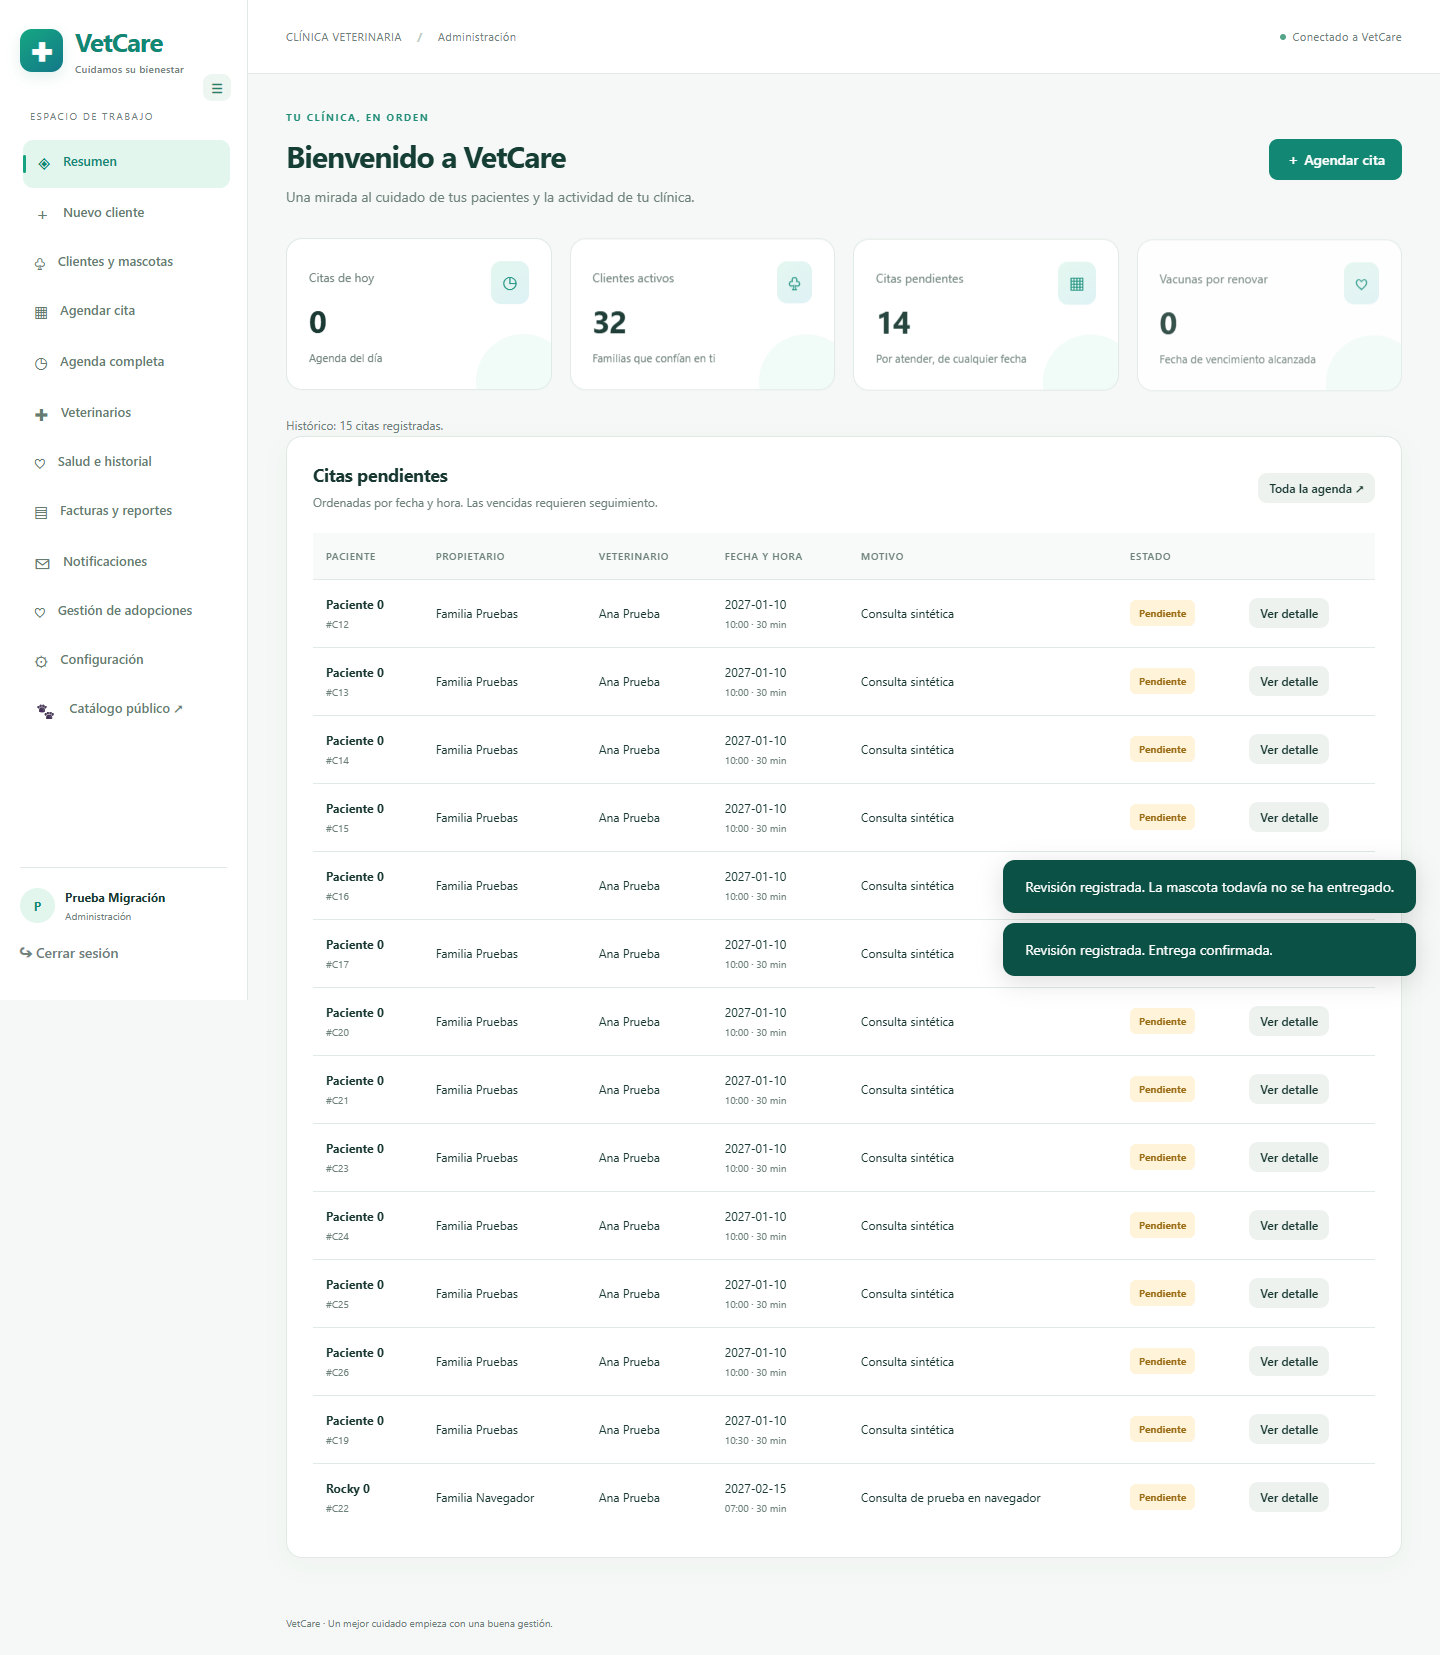 VetCare
Cuidamos su bienestar
ESPACIO DE TRABAJO
Resumen
Nuevo cliente
Clientes y mascotas
Agendar cita
Agenda completa
Veterinarios
Salud e historial
Facturas y reportes
Notificaciones
Gestión de adopciones
Configuración
Catálogo público ↗
P
Prueba Migración
Administración
↪ Cerrar sesión
CLÍNICA VETERINARIA / Administración
Conectado a VetCare
TU CLÍNICA, EN ORDEN
Bienvenido a VetCare
Una mirada al cuidado de tus pacientes y la actividad de tu clínica.
+ Agendar cita
Citas de hoy
0
Agenda del día
Clientes activos
32
Familias que confían en ti
Citas pendientes
14
Por atender, de cualquier fecha
Vacunas por renovar
0
Fecha de vencimiento alcanzada
Histórico: 15 citas registradas.
Citas pendientes
Ordenadas por fecha y hora. Las vencidas requieren seguimiento.
Toda la agenda ↗
PACIENTE PROPIETARIO VETERINARIO FECHA Y HORA MOTIVO ESTADO
Paciente 0 Familia Pruebas Ana Prueba 2027-01-10 Consulta sintética Pendiente Ver detalle
#C12 10:00 · 30 min
Paciente 0 Familia Pruebas Ana Prueba 2027-01-10 Consulta sintética Pendiente Ver detalle
#C13 10:00 · 30 min
Paciente 0 Familia Pruebas Ana Prueba 2027-01-10 Consulta sintética Pendiente Ver detalle
#C14 10:00 · 30 min
Paciente 0 Familia Pruebas Ana Prueba 2027-01-10 Consulta sintética Pendiente Ver detalle
#C15 10:00 · 30 min
Paciente 0 Familia Pruebas Ana Prueba 2027-01-10 Consulta sintética
#C16 10:00 · 30 min
Revisión registrada. La mascota todavía no se ha entregado.
Paciente 0 Familia Pruebas Ana Prueba 2027-01-10 Consulta sintética
#C17 10:00 · 30 min
Revisión registrada. Entrega confirmada.
Paciente 0 Familia Pruebas Ana Prueba 2027-01-10 Consulta sintética Pendiente Ver detalle
#C20 10:00 · 30 min
Paciente 0 Familia Pruebas Ana Prueba 2027-01-10 Consulta sintética Pendiente Ver detalle
#C21 10:00 · 30 min
Paciente 0 Familia Pruebas Ana Prueba 2027-01-10 Consulta sintética Pendiente Ver detalle
#C23 10:00 · 30 min
Paciente 0 Familia Pruebas Ana Prueba 2027-01-10 Consulta sintética Pendiente Ver detalle
#C24 10:00 · 30 min
Paciente 0 Familia Pruebas Ana Prueba 2027-01-10 Consulta sintética Pendiente Ver detalle
#C25 10:00 · 30 min
Paciente 0 Familia Pruebas Ana Prueba 2027-01-10 Consulta sintética Pendiente Ver detalle
#C26 10:00 · 30 min
Paciente 0 Familia Pruebas Ana Prueba 2027-01-10 Consulta sintética Pendiente Ver detalle
#C19 10:30 · 30 min
Rocky 0 Familia Navegador Ana Prueba 2027-02-15 Consulta de prueba en navegador Pendiente Ver detalle
#C22 07:00 · 30 min
VetCare · Un mejor cuidado empieza con una buena gestión.